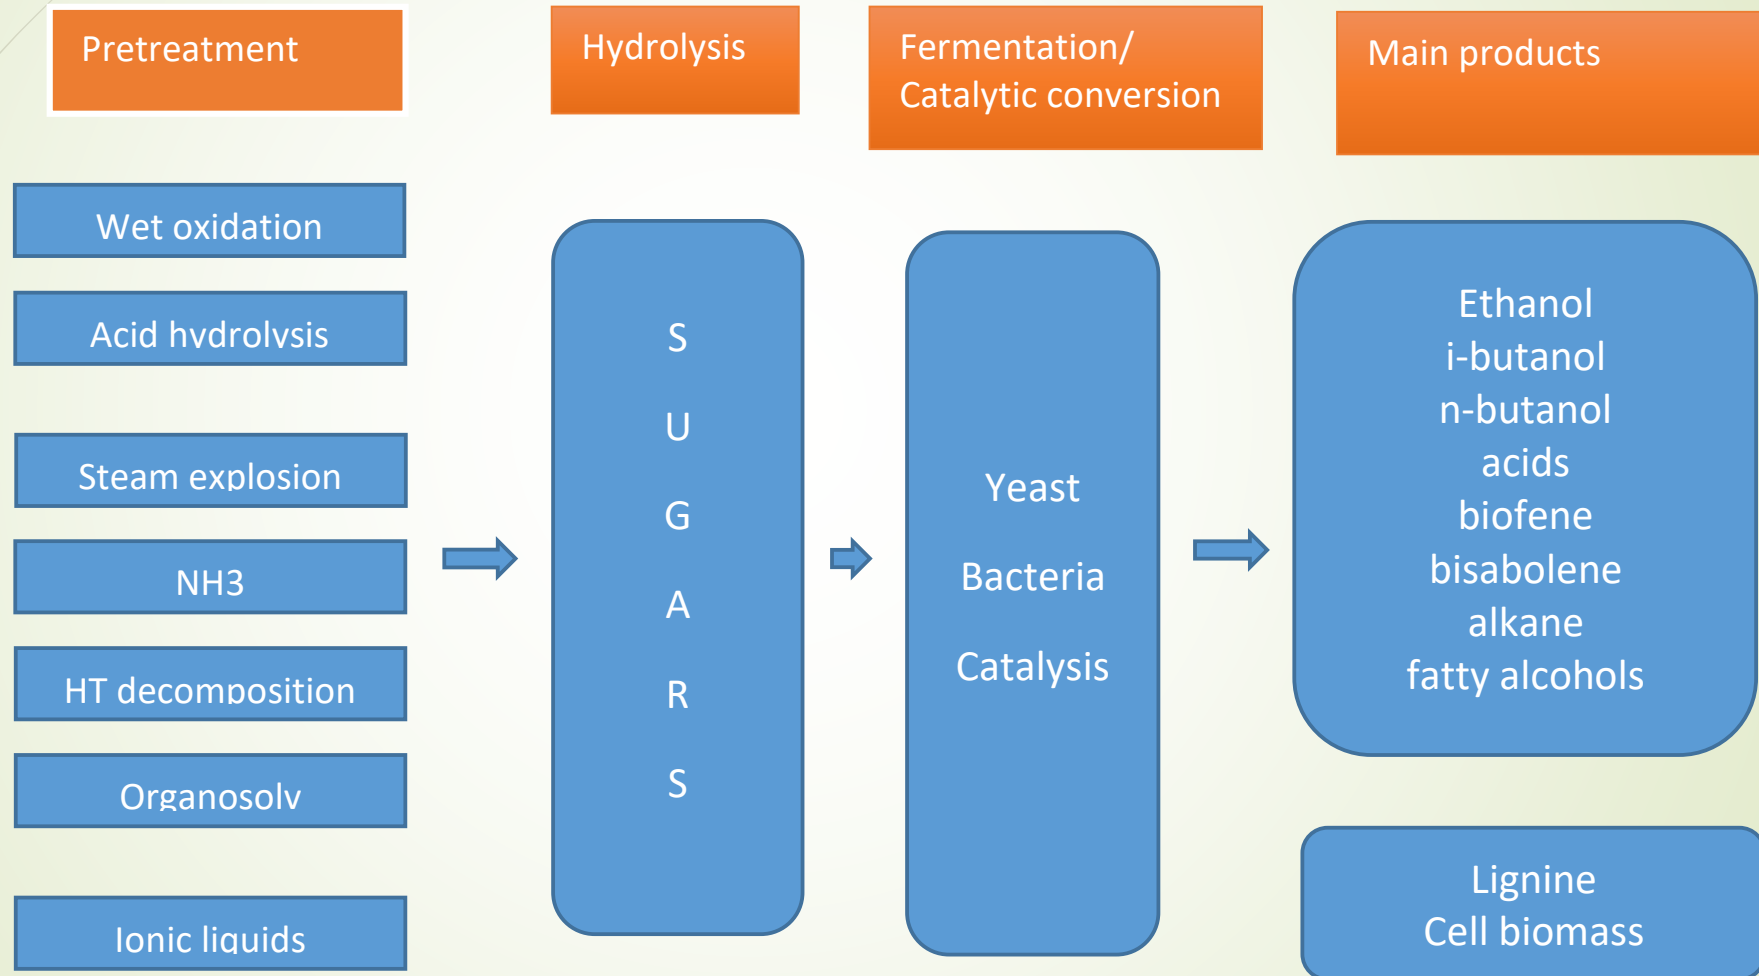 Pretreatment
Hydrolysis
Fermentation/
Catalytic conversion
Main products
Wet oxidation
Acid hydrolysis
Steam explosion
NH3
HT decomposition
Organosolv
Ionic liquids
S
U
G
A
R
S
Yeast
Bacteria
Catalysis
Ethanol
i-butanol
n-butanol
acids
biofene
bisabolene
alkane
fatty alcohols
Lignine
Cell biomass